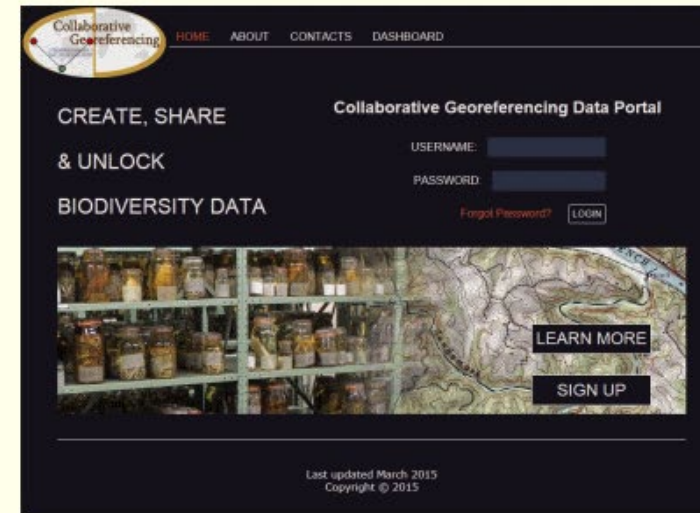 Collaborative
Georeferencing
HOME ABOUT CONTACTS DASHBOARD
CREATE, SHARE
& UNLOCK
BIODIVERSITY DATA
Collaborative Georeferencing Data Portal
USERNAME:
PASSWORD:
Forgot Password? LOGIN
LEARN MORE
SIGN UP
Last updated March 2015
Copyright © 2015